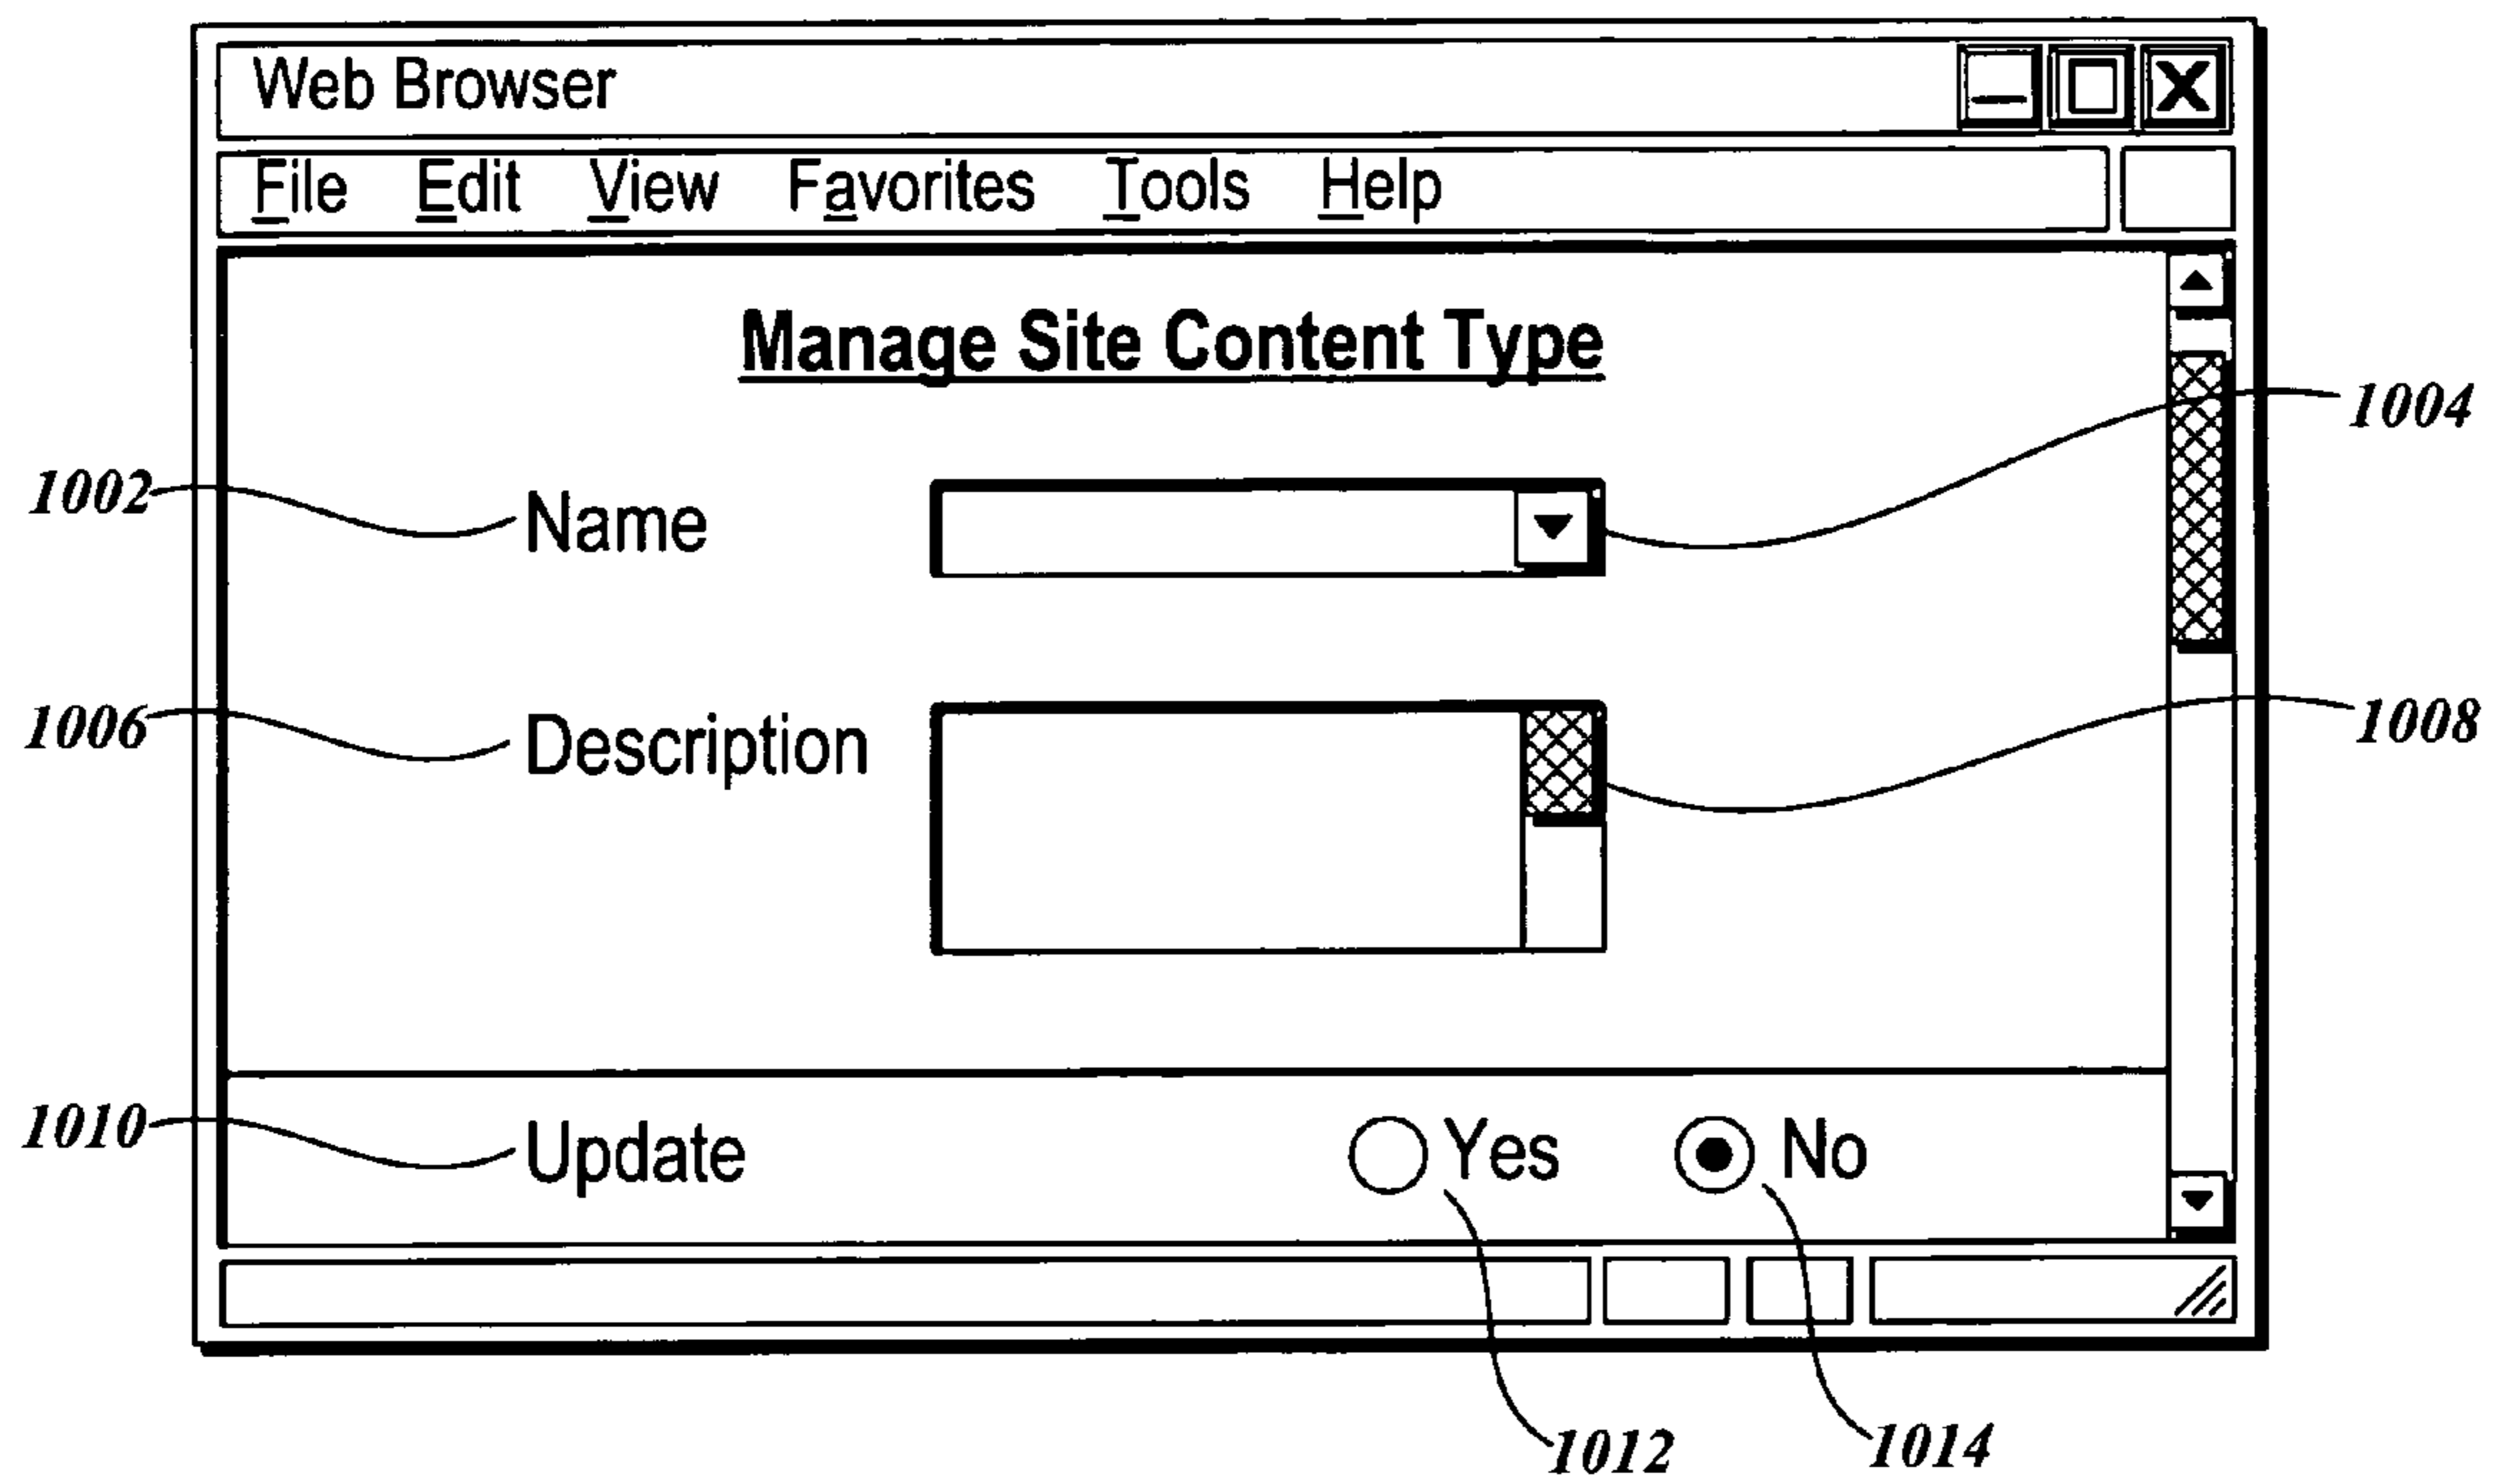 Web Browser
File Edit View Favorites Tools Help
Manage Site Content Type
1004
1002 Name
1006 Description
1008
1010 Update Yes No
1012 1014